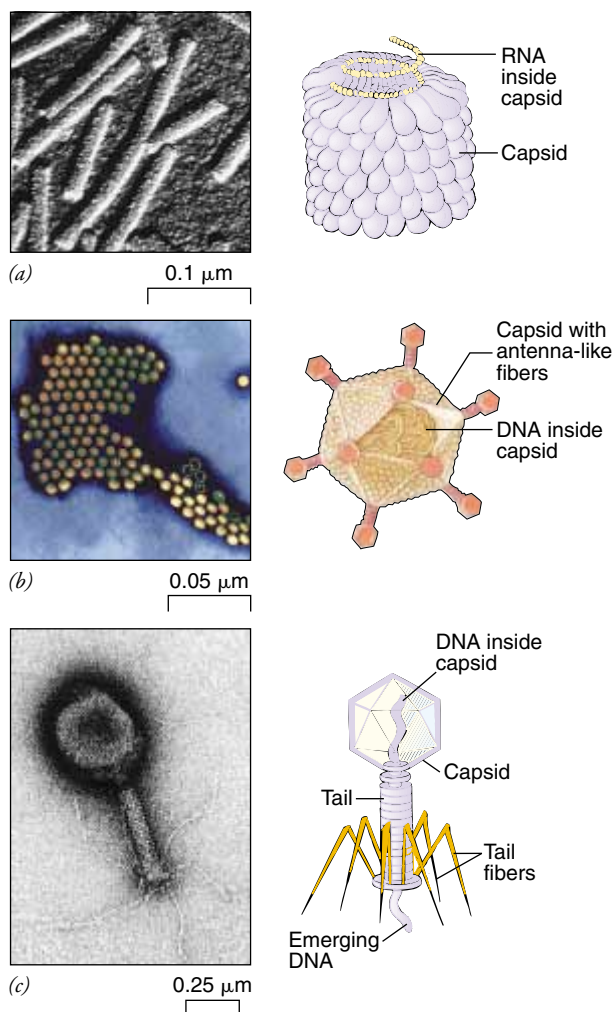 RNA
inside
capsid
Capsid
(a)
0.1 μm
Capsid with
antenna-like
fibers
DNA inside
capsid
(b)
0.05 μm
DNA inside
capsid
Capsid
Tail
Tail
fibers
Emerging
DNA
(c)
0.25 μm